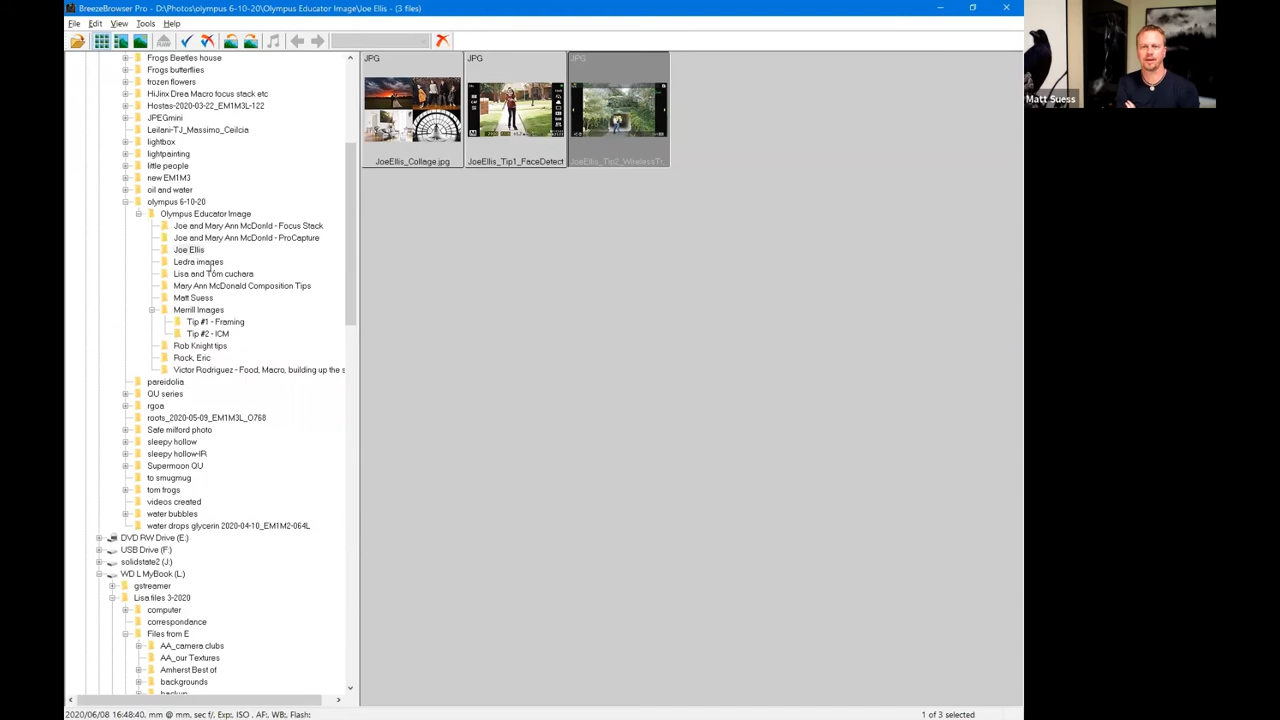 BreezeBrowser Pro - D:\Photos\olympus 6-10-20\Olympus Educator Image\Joe Ellis - (3 files)
File Edit View Tools Help
Frogs Beetles house
Frogs butterflies
frozen flowers
HiJinx Drea Macro focus stack etc
Hostas-2020-03-22_EM1M3L-122
JPEGmini
Leilani-TJ_Massimo_Ceilcia
lightbox
lightpainting
little people
new EM1M3
oil and water
olympus 6-10-20
Olympus Educator Image
Joe and Mary Ann McDonld - Focus Stack
Joe and Mary Ann McDonld - ProCapture
Joe Ellis
Ledra images
Lisa and Tom cuchara
Mary Ann McDonald Composition Tips
Matt Suess
Merrill Images
Tip #1 - Framing
Tip #2 - ICM
Rob Knight tips
Rock, Eric
Victor Rodriguez - Food, Macro, building up the s
pareidolia
QU series
rgoa
roots_2020-05-09_EM1M3L_O768
Safe milford photo
sleepy hollow
sleepy hollow-IR
Supermoon QU
to smugmug
tom frogs
videos created
water bubbles
water drops glycerin 2020-04-10_EM1M2-064L
DVD RW Drive (E:)
USB Drive (F:)
solidstate2 (J:)
WD L MyBook (L:)
gstreamer
Lisa files 3-2020
computer
correspondance
Files from E
AA_camera clubs
AA_our Textures
Amherst Best of
backgrounds
backup
JPG JPG JPG
JoeEllis_Collage.jpg JoeEllis_Tip1_FaceDetect JoeEllis_Tip2_WirelessTr...
Matt Suess
2020/06/08 16:48:40, mm @ mm, sec f/, Exp:, ISO , AF:, WB:, Flash: 1 of 3 selected